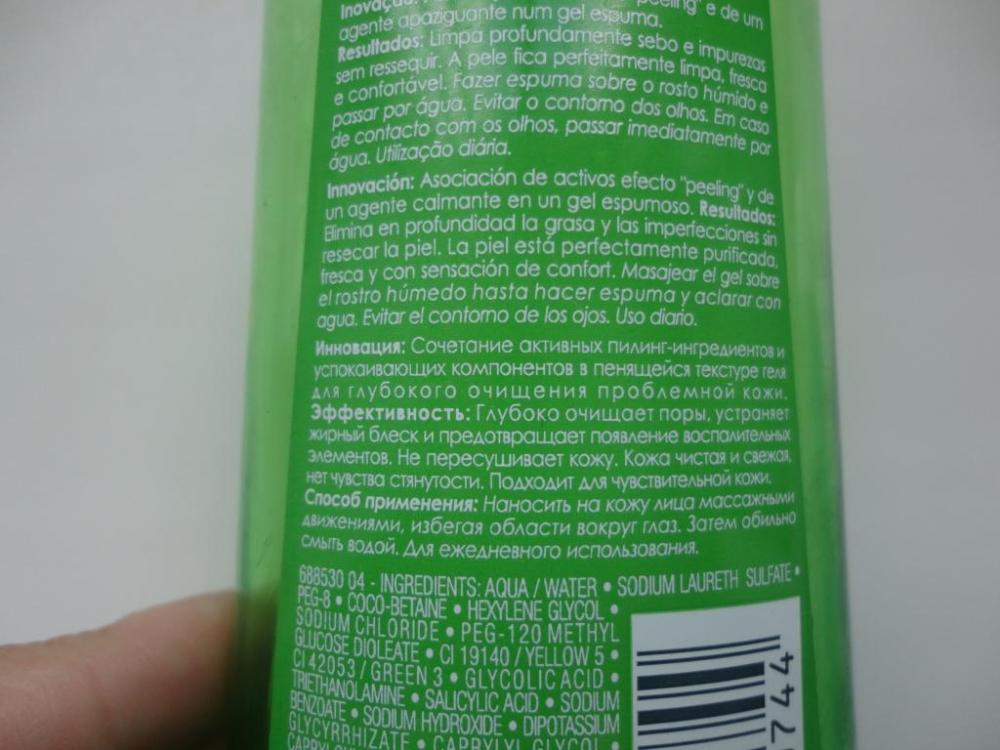 Inovação: "peeling" e de um
agente apaziguante num gel espuma.
Resultados: Limpa profundamente sebo e impurezas
sem ressequir. A pele fica perfeitamente limpa, fresca
e confortável. Fazer espuma sobre o rosto húmido e
passar por água. Evitar o contorno dos olhos. Em caso
de contacto com os olhos, passar imediatamente por
água. Utilização diária.
Innovación: Asociación de activos efecto "peeling" y de
un agente calmante en un gel espumoso. Resultados:
Elimina en profundidad la grasa y las imperfecciones sin
resecar la piel. La piel está perfectamente purificada,
fresca y con sensación de confort. Masajear el gel sobre
el rostro húmedo hasta hacer espuma y aclarar con
agua. Evitar el contorno de los ojos. Uso diario.
Инновация: Сочетание активных пилинг-ингредиентов и
успокаивающих компонентов в пенящейся текстуре геля
для глубокого очищения проблемной кожи.
Эффективность: Глубоко очищает поры, устраняет
жирный блеск и предотвращает появление воспалительных
элементов. Не пересушивает кожу. Кожа чистая и свежая,
нет чувства стянутости. Подходит для чувствительной кожи.
Способ применения: Наносить на кожу лица массажными
движениями, избегая области вокруг глаз. Затем обильно
смыть водой. Для ежедневного использования.
688530 04 - INGREDIENTS: AQUA / WATER • SODIUM LAURETH SULFATE •
PEG-8 • COCO-BETAINE • HEXYLENE GLYCOL •
SODIUM CHLORIDE • PEG-120 METHYL
GLUCOSE DIOLEATE • CI 19140 / YELLOW 5 •
CI 42053 / GREEN 3 • GLYCOLIC ACID •
TRIETHANOLAMINE • SALICYLIC ACID • SODIUM
BENZOATE • SODIUM HYDROXIDE • DIPOTASSIUM
GLYCYRRHIZATE • CAPRYLYL GLYCOL •